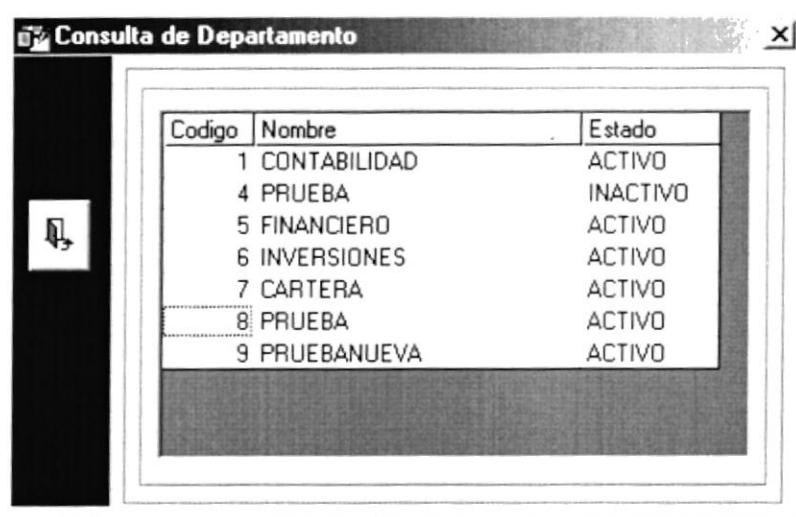 Consulta de Departamento
Codigo Nombre Estado
1 CONTABILIDAD ACTIVO
4 PRUEBA INACTIVO
5 FINANCIERO ACTIVO
6 INVERSIONES ACTIVO
7 CARTERA ACTIVO
8 PRUEBA ACTIVO
9 PRUEBANUEVA ACTIVO